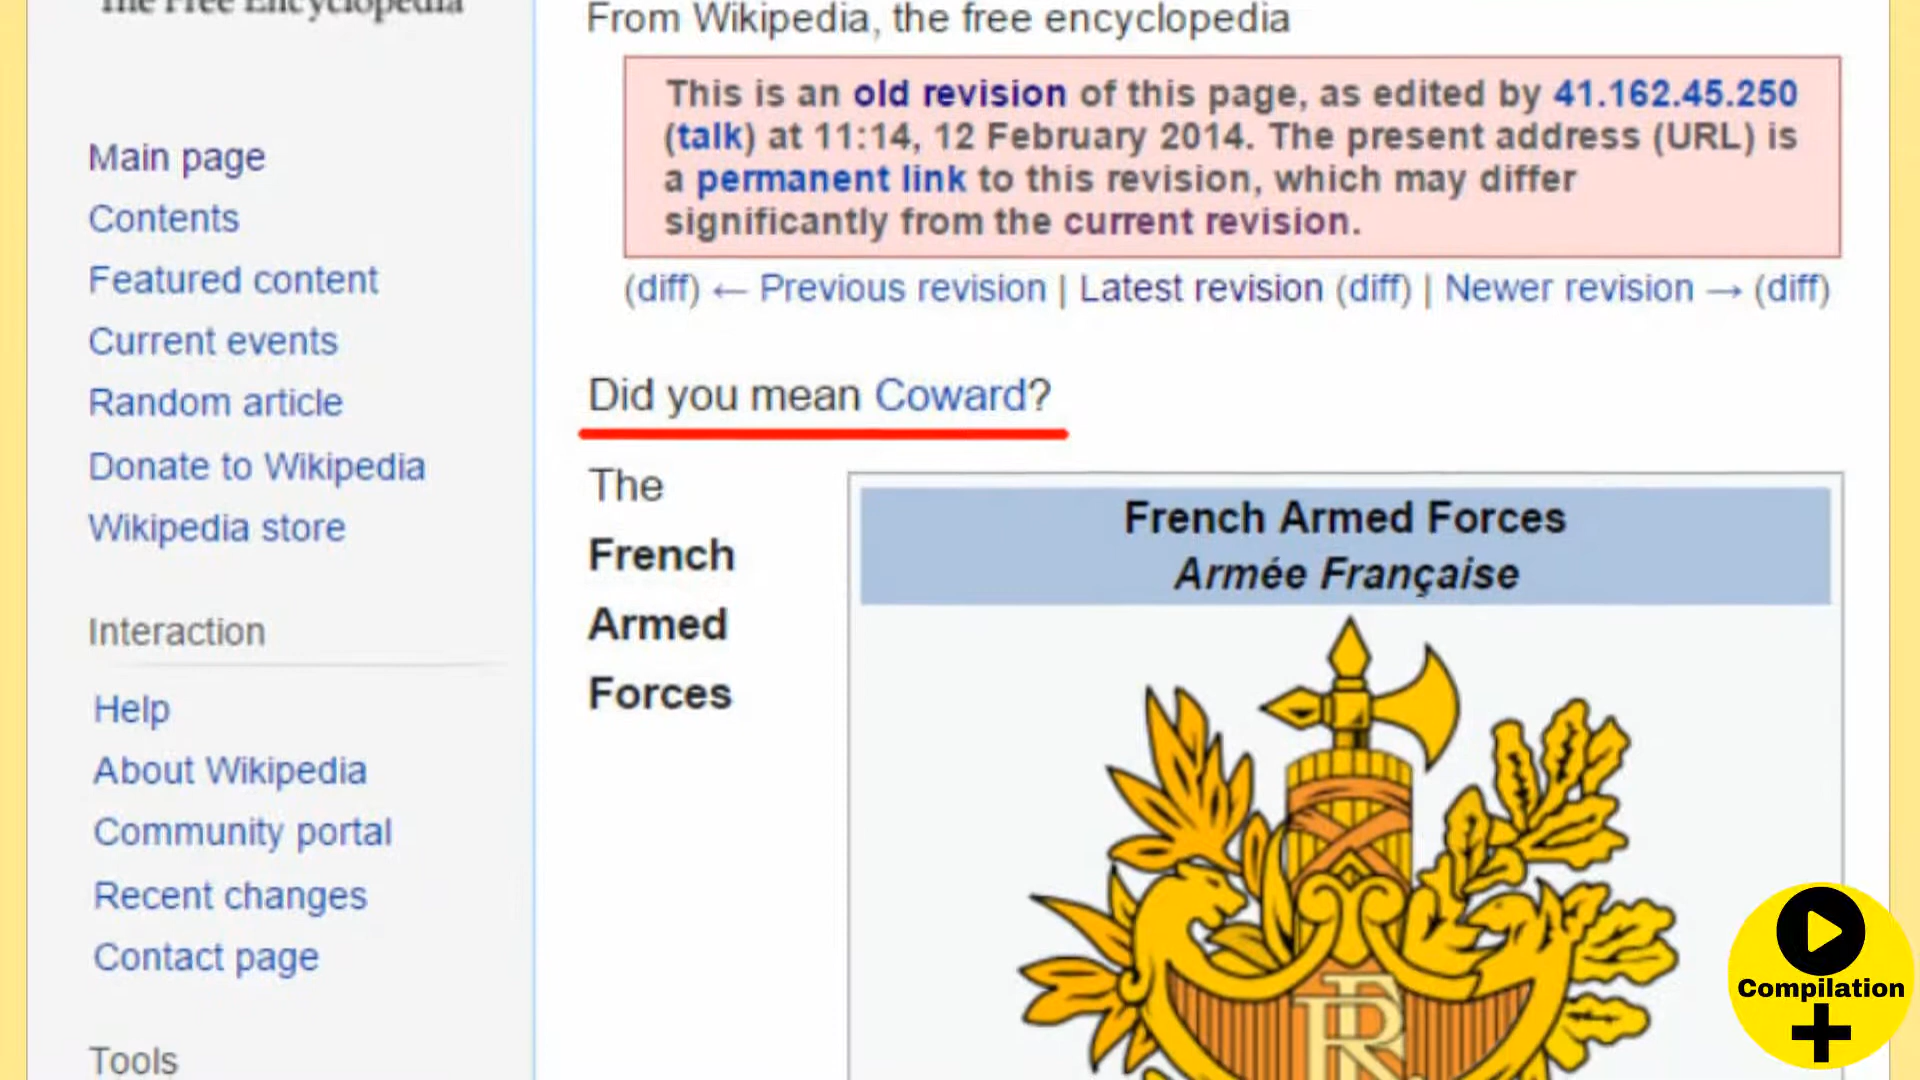 The Free Encyclopedia
Main page
Contents
Featured content
Current events
Random article
Donate to Wikipedia
Wikipedia store
Interaction
Help
About Wikipedia
Community portal
Recent changes
Contact page
Tools
From Wikipedia, the free encyclopedia
This is an old revision of this page, as edited by 41.162.45.250
(talk) at 11:14, 12 February 2014. The present address (URL) is
a permanent link to this revision, which may differ
significantly from the current revision.
(diff) ← Previous revision | Latest revision (diff) | Newer revision → (diff)
Did you mean Coward?
The
French
Armed
Forces
French Armed Forces
Armée Française
RF
Compilation
+